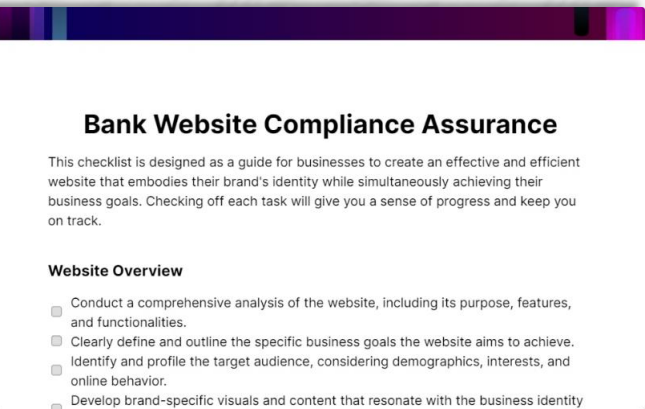 Bank Website Compliance Assurance
This checklist is designed as a guide for businesses to create an effective and efficient
website that embodies their brand's identity while simultaneously achieving their
business goals. Checking off each task will give you a sense of progress and keep you
on track.
Website Overview
Conduct a comprehensive analysis of the website, including its purpose, features,
and functionalities.
Clearly define and outline the specific business goals the website aims to achieve.
Identify and profile the target audience, considering demographics, interests, and
online behavior.
Develop brand-specific visuals and content that resonate with the business identity